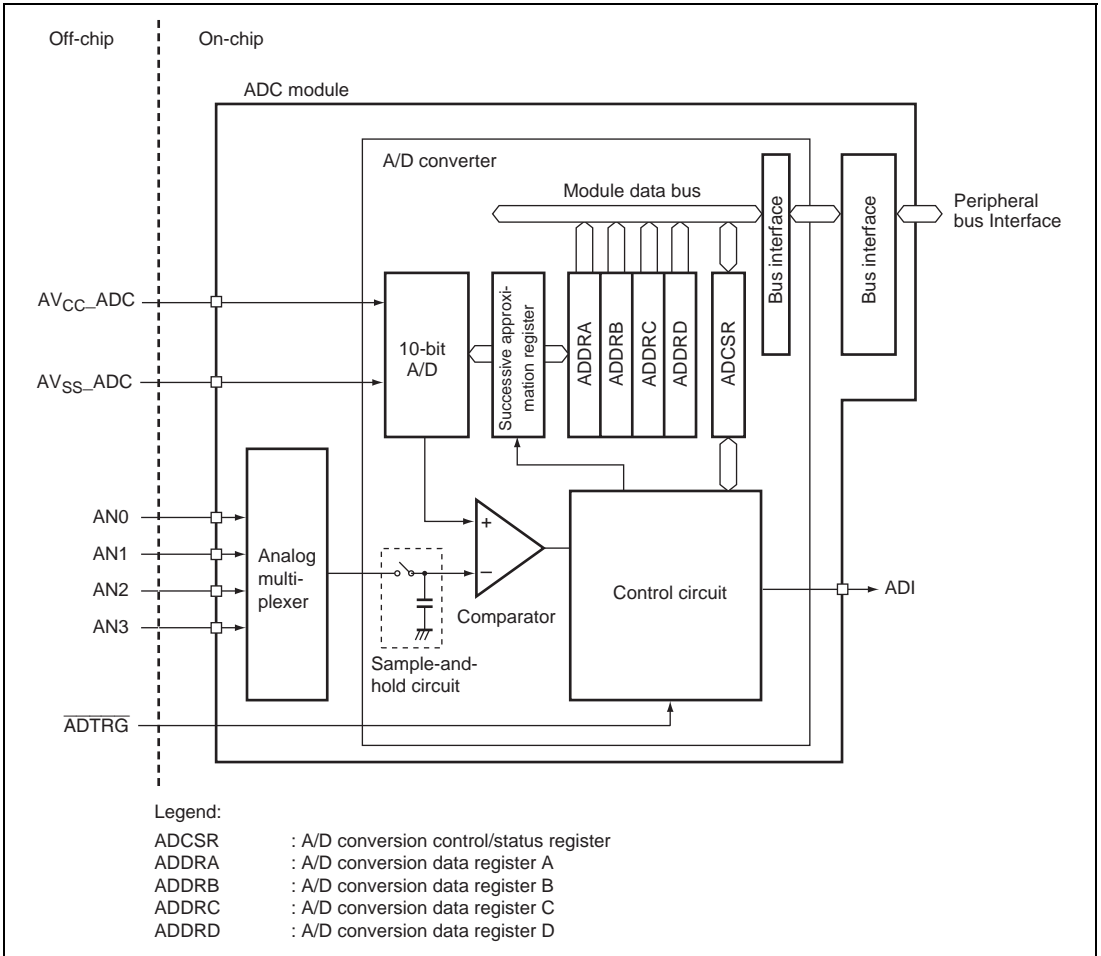 Off-chip
On-chip
ADC module
A/D converter
Module data bus
Bus interface
Bus interface
Peripheral
bus Interface
AVCC_ADC
AVSS_ADC
10-bit
A/D
Successive approxi-
mation register
ADDRA
ADDRB
ADDRC
ADDRD
ADCSR
AN0
AN1
AN2
AN3
Analog
multi-
plexer
+
−
Comparator
Sample-and-
hold circuit
Control circuit
ADI
ADTRG
Legend:
ADCSR : A/D conversion control/status register
ADDRA : A/D conversion data register A
ADDRB : A/D conversion data register B
ADDRC : A/D conversion data register C
ADDRD : A/D conversion data register D